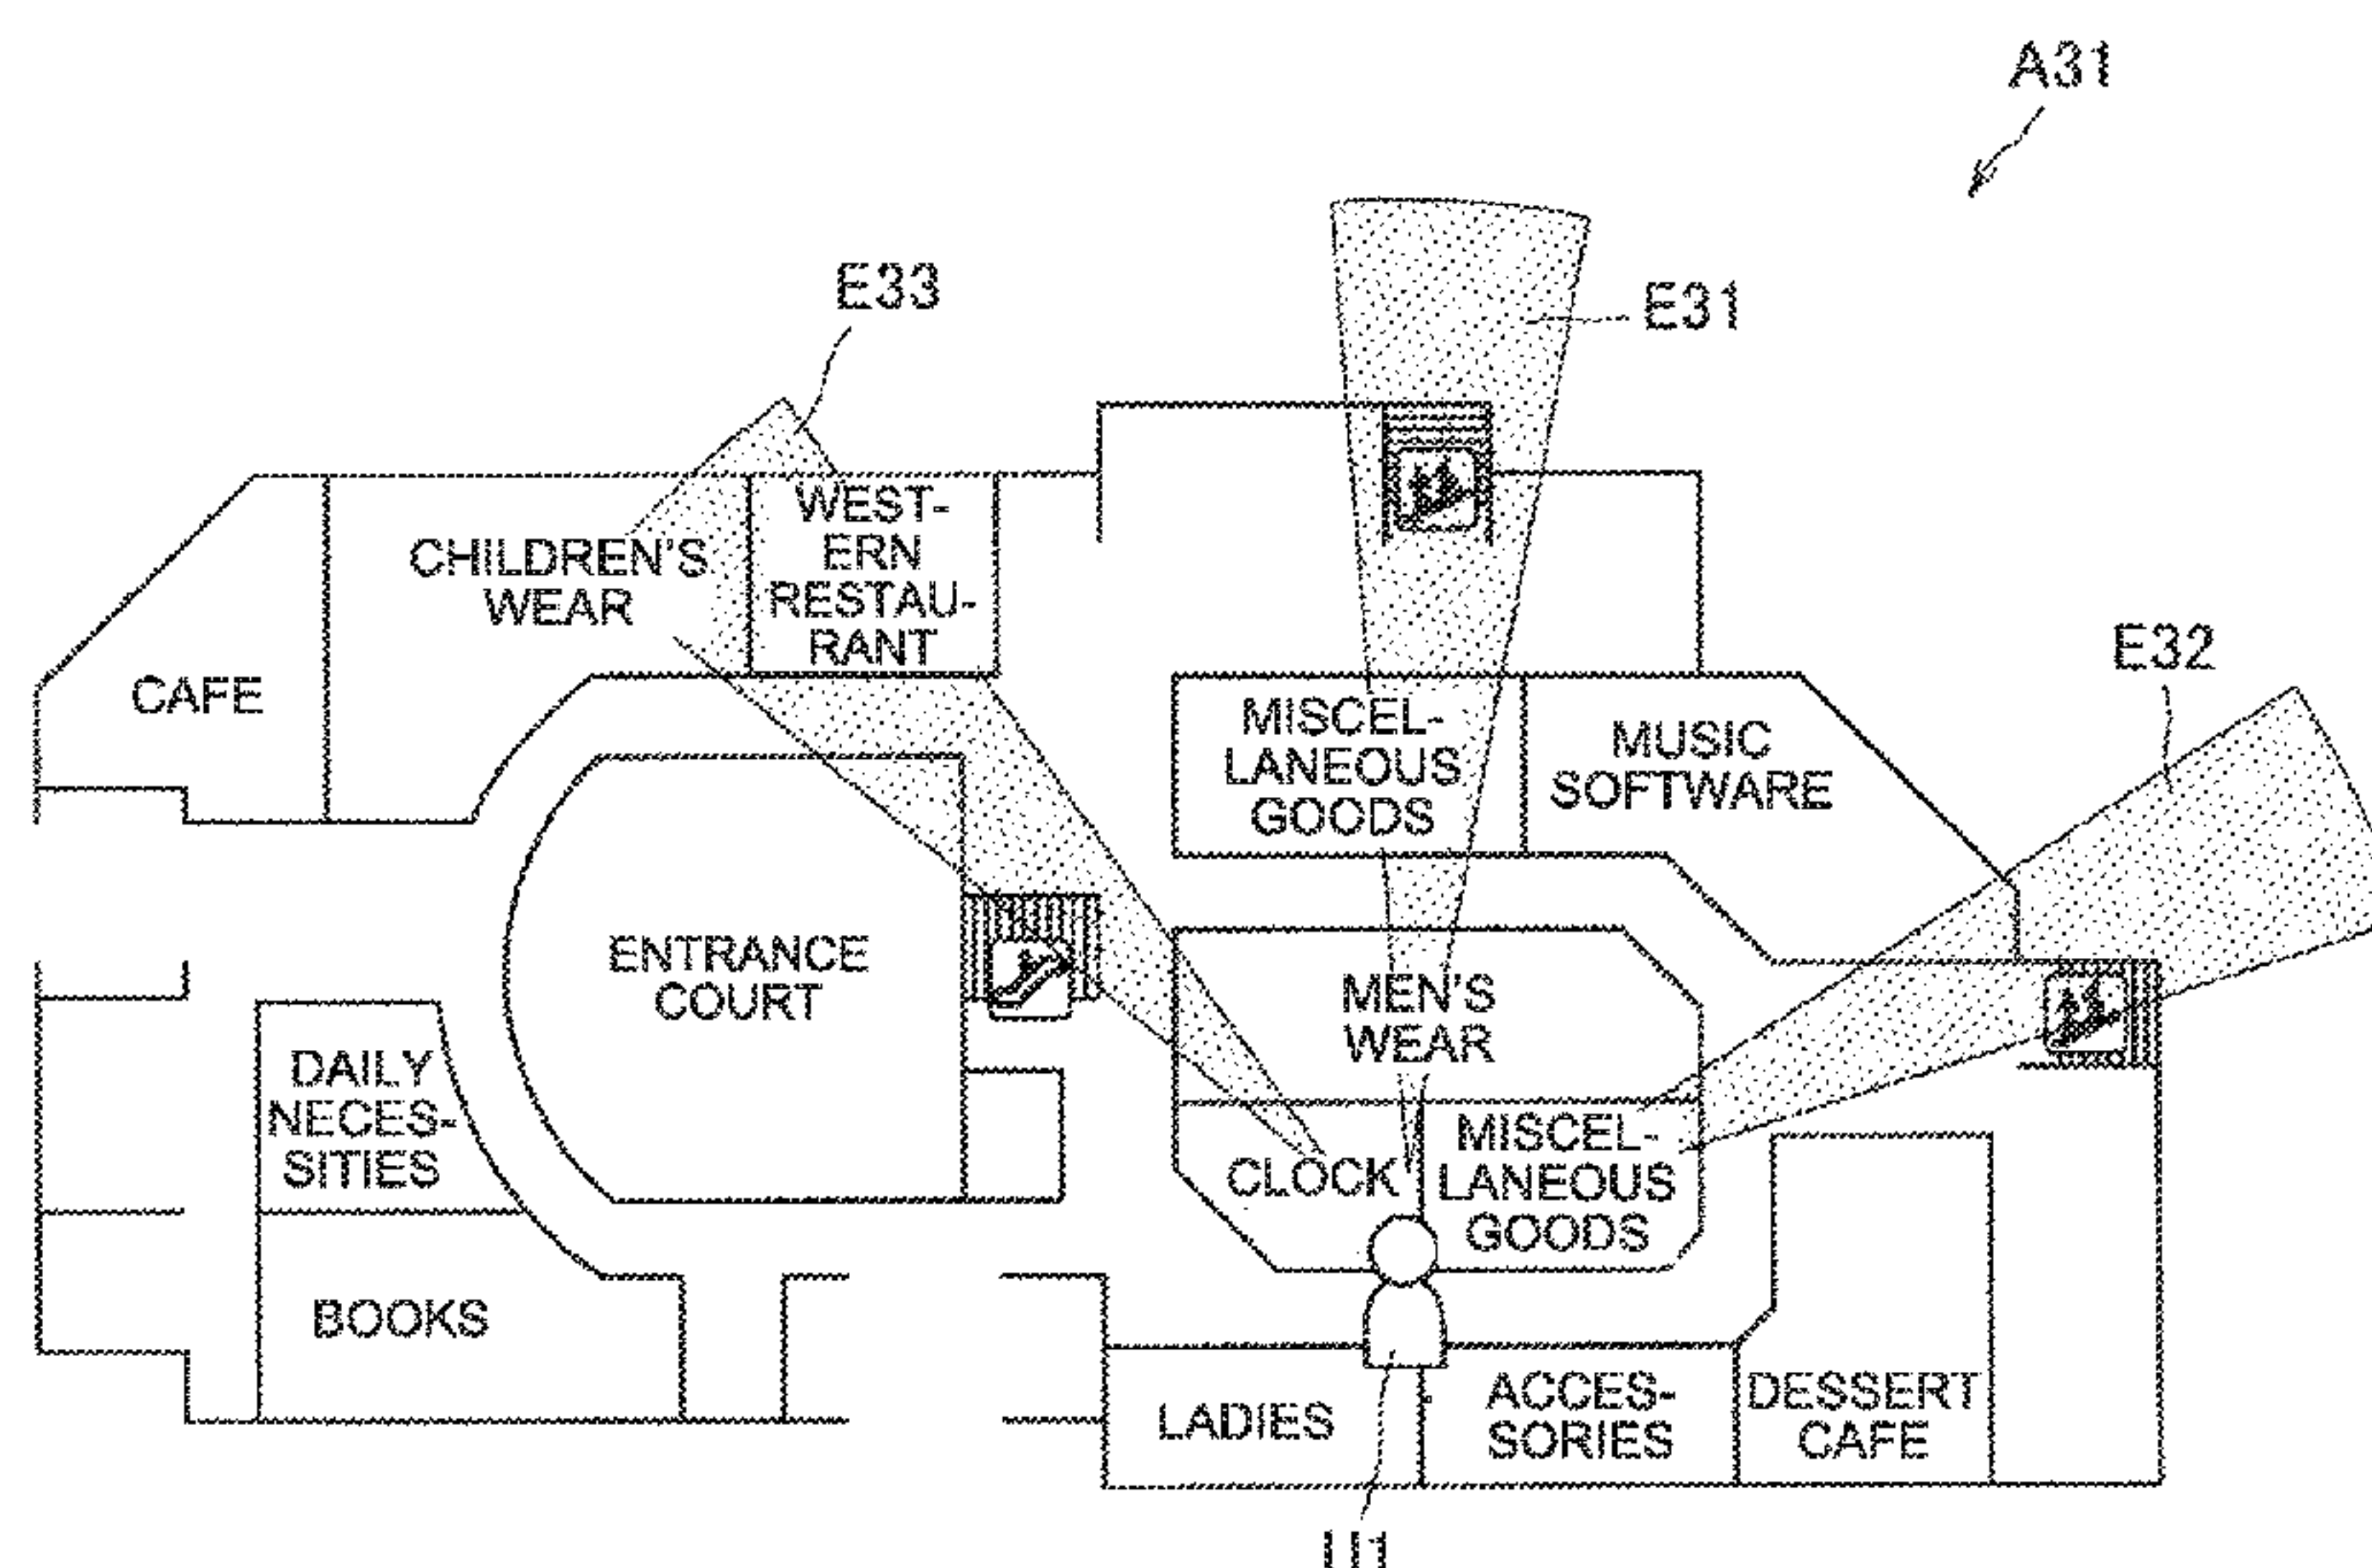 A31
E33
E31
E32
WEST-
ERN
RESTAU-
RANT
CHILDREN'S
WEAR
CAFE
MISCEL-
LANEOUS
GOODS
MUSIC
SOFTWARE
ENTRANCE
COURT
MEN'S
WEAR
DAILY
NECES-
SITIES
CLOCK
MISCEL-
LANEOUS
GOODS
BOOKS
LADIES
ACCES-
SORIES
DESSERT
CAFE
U1